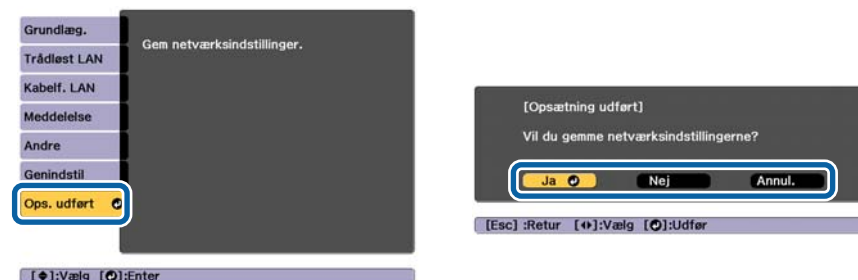 Grundlæg.
Trådløst LAN
Kabelf. LAN
Meddelelse
Andre
Genindstil
Ops. udført
Gem netværksindstillinger.
[◆]:Vælg [↵]:Enter
[Opsætning udført]
Vil du gemme netværksindstillingerne?
Ja Nej Annul.
[Esc] :Retur [◀▶]:Vælg [↵]:Udfør